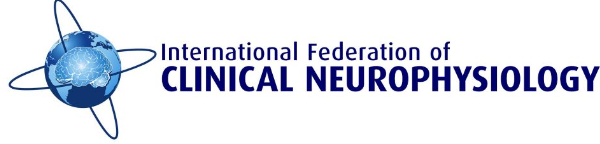 International Federation of
CLINICAL NEUROPHYSIOLOGY